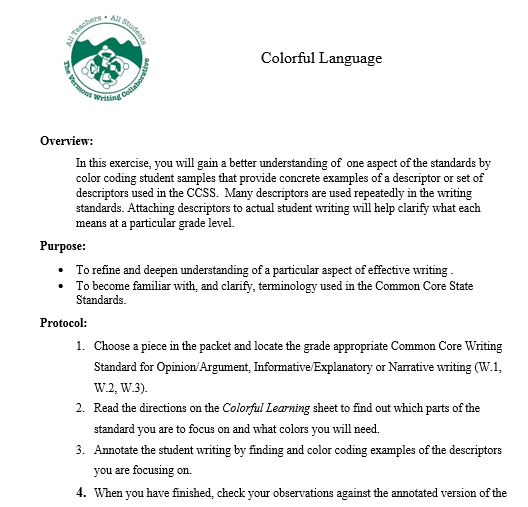 All Teachers • All Students
The Vermont Writing Collaborative
Colorful Language
Overview:
In this exercise, you will gain a better understanding of one aspect of the standards by
color coding student samples that provide concrete examples of a descriptor or set of
descriptors used in the CCSS. Many descriptors are used repeatedly in the writing
standards. Attaching descriptors to actual student writing will help clarify what each
means at a particular grade level.
Purpose:
• To refine and deepen understanding of a particular aspect of effective writing .
• To become familiar with, and clarify, terminology used in the Common Core State
Standards.
Protocol:
1. Choose a piece in the packet and locate the grade appropriate Common Core Writing
Standard for Opinion/Argument, Informative/Explanatory or Narrative writing (W.1,
W.2, W.3).
2. Read the directions on the Colorful Learning sheet to find out which parts of the
standard you are to focus on and what colors you will need.
3. Annotate the student writing by finding and color coding examples of the descriptors
you are focusing on.
4. When you have finished, check your observations against the annotated version of the